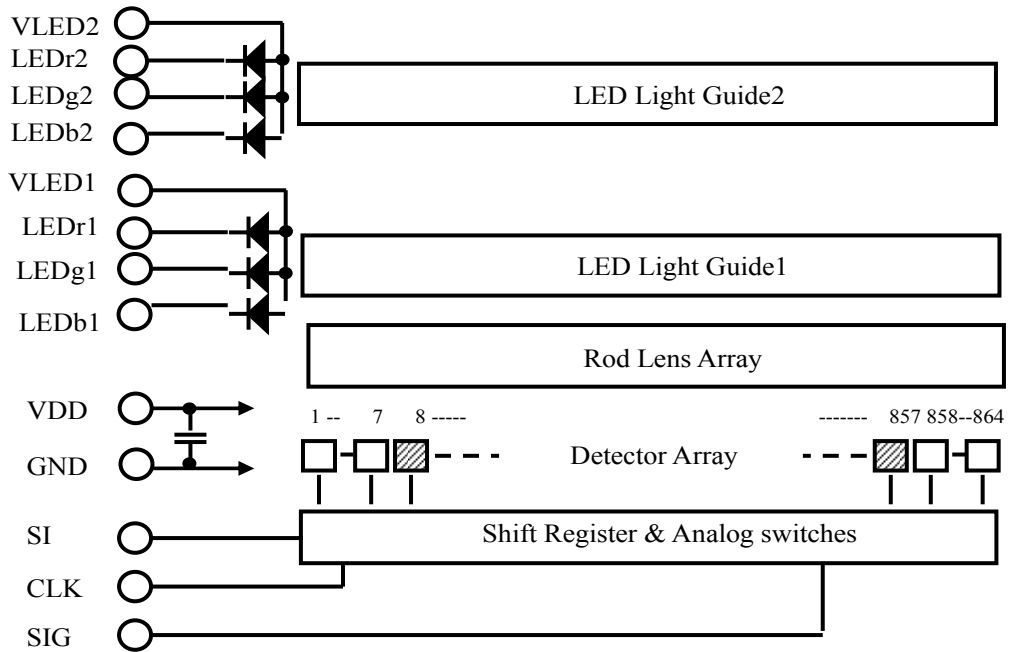 VLED2
LEDr2
LEDg2
LEDb2
LED Light Guide2
VLED1
LEDr1
LEDg1
LEDb1
LED Light Guide1
Rod Lens Array
VDD
GND
1 -- 7 8 -----
------- 857 858--864
Detector Array
SI
CLK
SIG
Shift Register & Analog switches